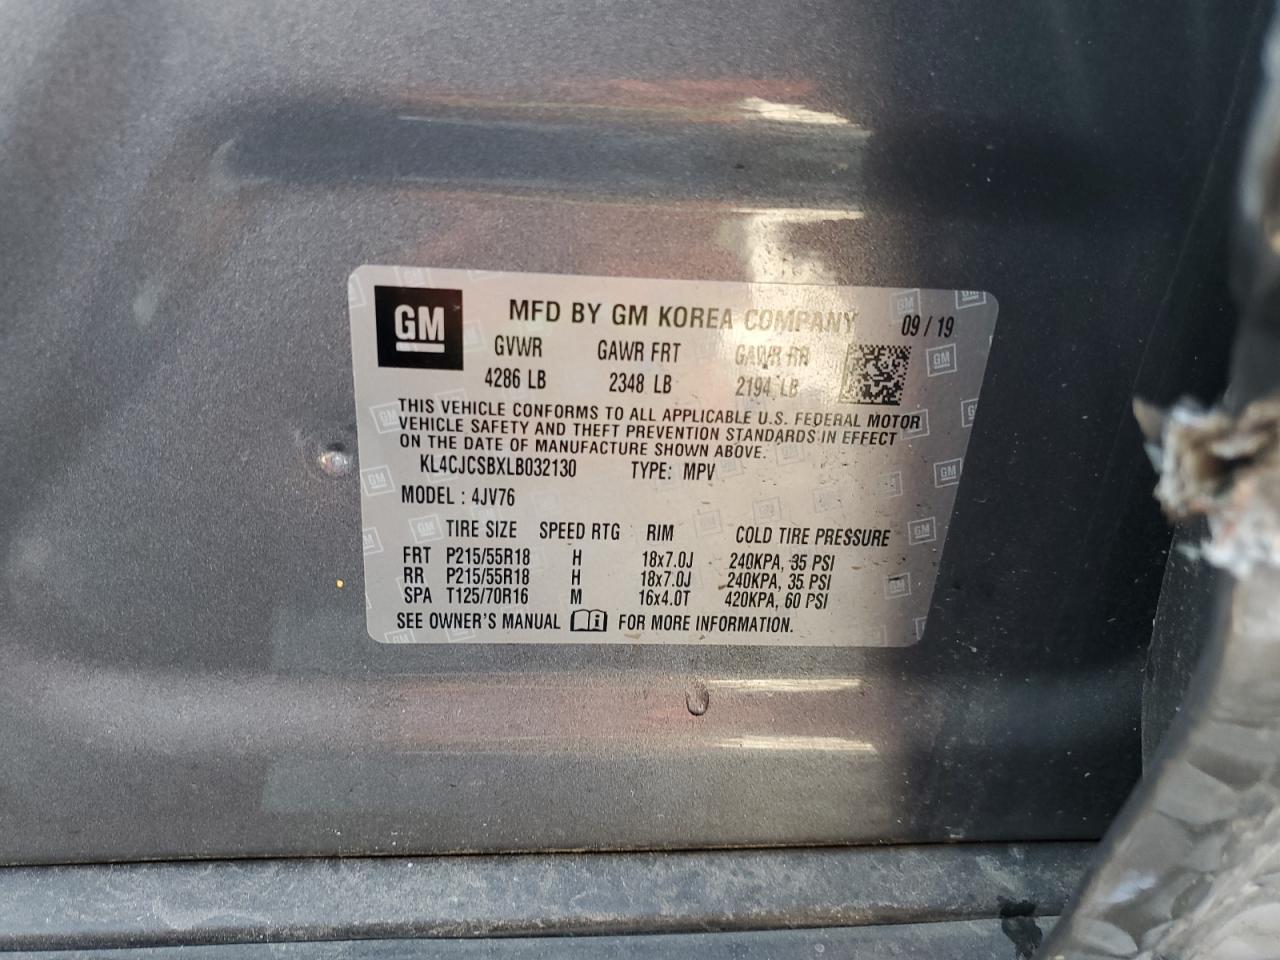 GM
MFD BY GM KOREA COMPANY 09 / 19
GVWR GAWR FRT GAWR RR
4286 LB 2348 LB 2194 LB
THIS VEHICLE CONFORMS TO ALL APPLICABLE U.S. FEDERAL MOTOR
VEHICLE SAFETY AND THEFT PREVENTION STANDARDS IN EFFECT
ON THE DATE OF MANUFACTURE SHOWN ABOVE.
KL4CJCSBXLB032130 TYPE: MPV
MODEL : 4JV76
TIRE SIZE SPEED RTG RIM COLD TIRE PRESSURE
FRT P215/55R18 H 18x7.0J 240KPA, 35 PSI
RR P215/55R18 H 18x7.0J 240KPA, 35 PSI
SPA T125/70R16 M 16x4.0T 420KPA, 60 PSI
SEE OWNER'S MANUAL i FOR MORE INFORMATION.